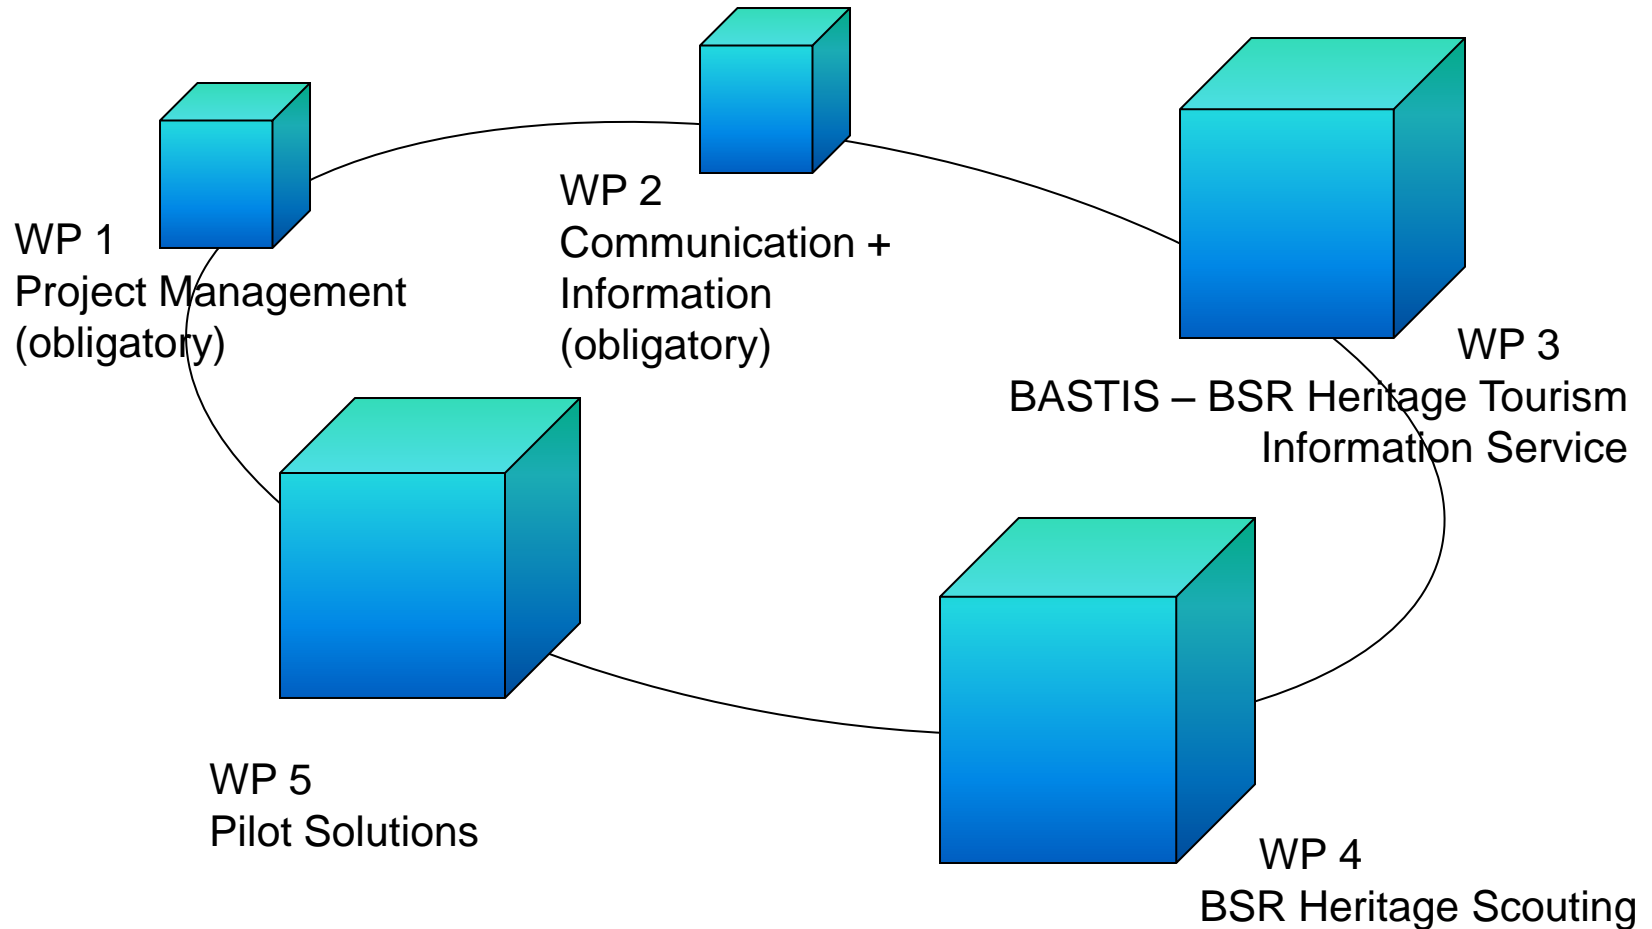 WP 1
Project Management
(obligatory)
WP 2
Communication +
Information
(obligatory)
WP 3
BASTIS – BSR Heritage Tourism
Information Service
WP 5
Pilot Solutions
WP 4
BSR Heritage Scouting